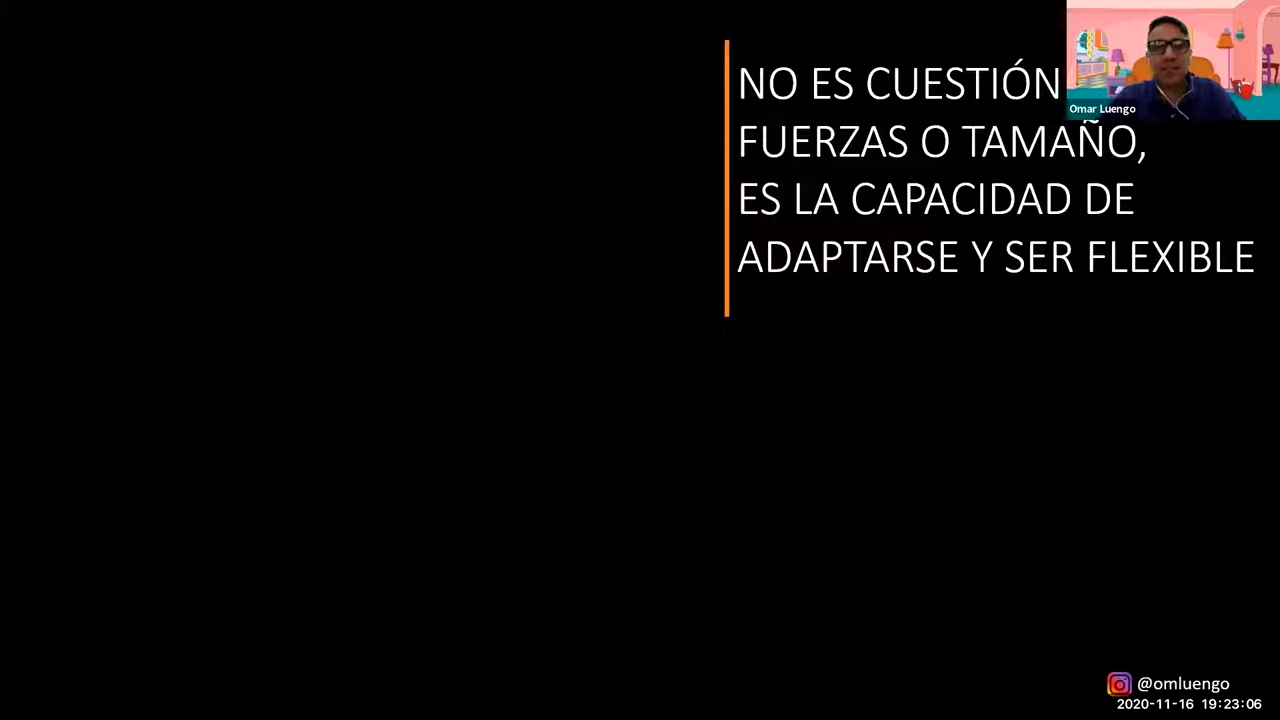 NO ES CUESTIÓN
FUERZAS O TAMAÑO,
ES LA CAPACIDAD DE
ADAPTARSE Y SER FLEXIBLE
Omar Luengo
@omluengo
2020-11-16 19:23:06